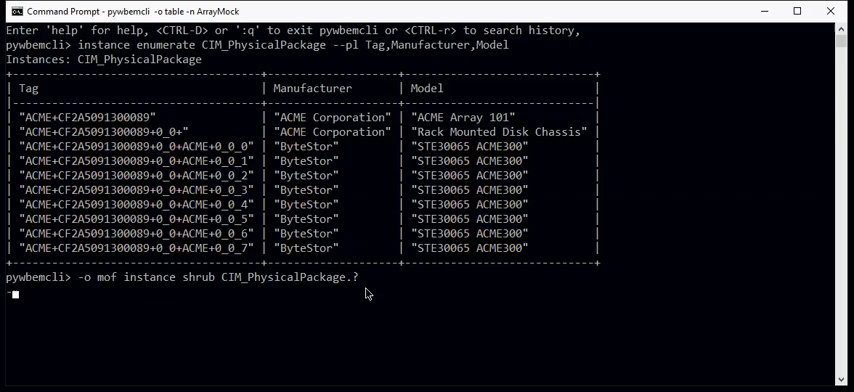 Command Prompt - pywbemcli -o table -n ArrayMock
Enter 'help' for help, <CTRL-D> or ':q' to exit pywbemcli or <CTRL-r> to search history,
pywbemcli> instance enumerate CIM_PhysicalPackage --pl Tag,Manufacturer,Model
Instances: CIM_PhysicalPackage
| Tag | Manufacturer | Model |
| "ACME+CF2A5091300089" | "ACME Corporation" | "ACME Array 101" |
| "ACME+CF2A5091300089+0_0+" | "ACME Corporation" | "Rack Mounted Disk Chassis" |
| "ACME+CF2A5091300089+0_0+ACME+0_0_0" | "ByteStor" | "STE30065 ACME300" |
| "ACME+CF2A5091300089+0_0+ACME+0_0_1" | "ByteStor" | "STE30065 ACME300" |
| "ACME+CF2A5091300089+0_0+ACME+0_0_2" | "ByteStor" | "STE30065 ACME300" |
| "ACME+CF2A5091300089+0_0+ACME+0_0_3" | "ByteStor" | "STE30065 ACME300" |
| "ACME+CF2A5091300089+0_0+ACME+0_0_4" | "ByteStor" | "STE30065 ACME300" |
| "ACME+CF2A5091300089+0_0+ACME+0_0_5" | "ByteStor" | "STE30065 ACME300" |
| "ACME+CF2A5091300089+0_0+ACME+0_0_6" | "ByteStor" | "STE30065 ACME300" |
| "ACME+CF2A5091300089+0_0+ACME+0_0_7" | "ByteStor" | "STE30065 ACME300" |
pywbemcli> -o mof instance shrub CIM_PhysicalPackage.?